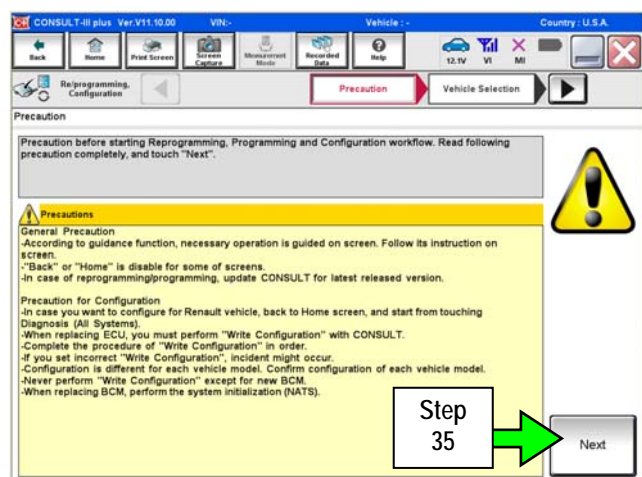 CONSULT-III plus Ver.V11.10.00 VIN:- Vehicle : - Country : U.S.A.
Back Home Print Screen Screen Capture Measurement Mode Recorded Data Help 12.1V VI MI
Re/programming, Configuration Precaution Vehicle Selection
Precaution
Precaution before starting Reprogramming, Programming and Configuration workflow. Read following
precaution completely, and touch "Next".
Precautions
General Precaution
-According to guidance function, necessary operation is guided on screen. Follow its instruction on
screen.
-"Back" or "Home" is disable for some of screens.
-In case of reprogramming/programming, update CONSULT for latest released version.
Precaution for Configuration
-In case you want to configure for Renault vehicle, back to Home screen, and start from touching
Diagnosis (All Systems).
-When replacing ECU, you must perform "Write Configuration" with CONSULT.
-Complete the procedure of "Write Configuration" in order.
-If you set incorrect "Write Configuration", incident might occur.
-Configuration is different for each vehicle model. Confirm configuration of each vehicle model.
-Never perform "Write Configuration" except for new BCM.
-When replacing BCM, perform the system initialization (NATS).
Step
35
Next